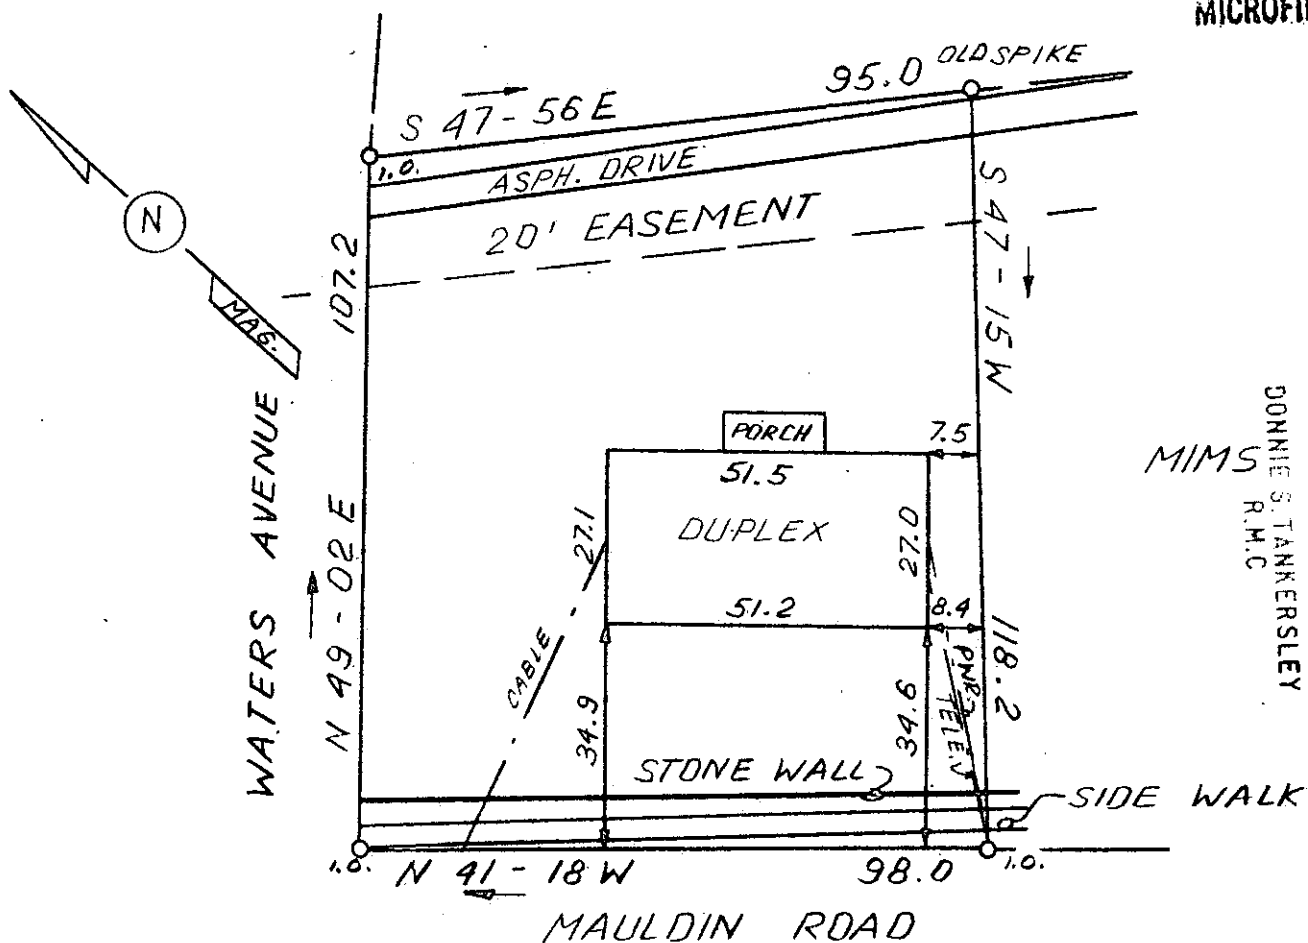 MICROFI
95.0 OLD SPIKE
S 47-56 E
I.O.
ASPH. DRIVE
20' EASEMENT
N
MAG.
S 47-15 W
107.2
WATERS AVENUE
N 49-02 E
PORCH
7.5
51.5
MIMS
DONNIE S. TANKERSLEY
R.M.C
DUPLEX
27.1
27.0
51.2
8.4
118.2
CABLE
PWR
TELE.
34.9
34.6
STONE WALL
SIDE WALK
I.O.
N 41-18 W
98.0
I.O.
MAULDIN ROAD